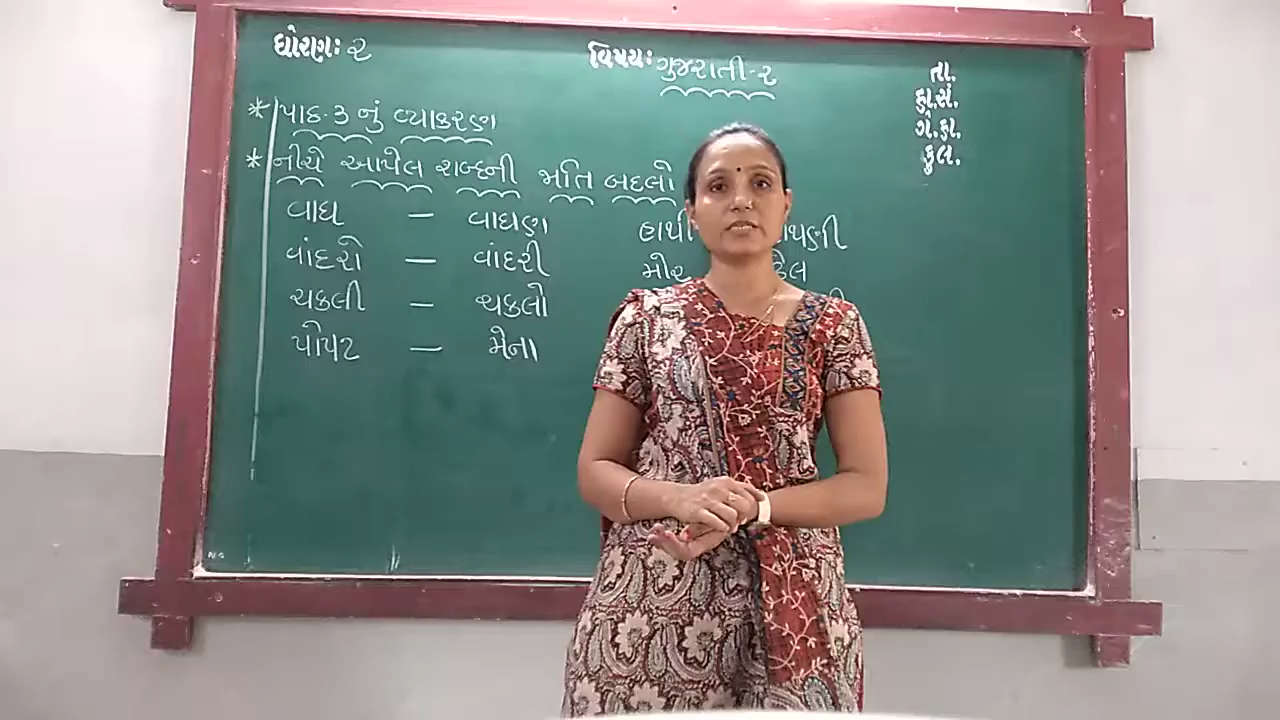 ધોરણઃ ૨
વિષયઃ ગુજરાતી-૨
તા.
હા.સં.
ગે.હા.
કુલ.
* પાઠ-૩ નું વ્યાકરણ
* નીચે આપેલ શબ્દની જાતિ બદલો
વાઘ — વાઘણ
હાથી
વાંદરો — વાંદરી
મોર ઢેલ
ચકલી — ચકલો
પોપટ — મેના